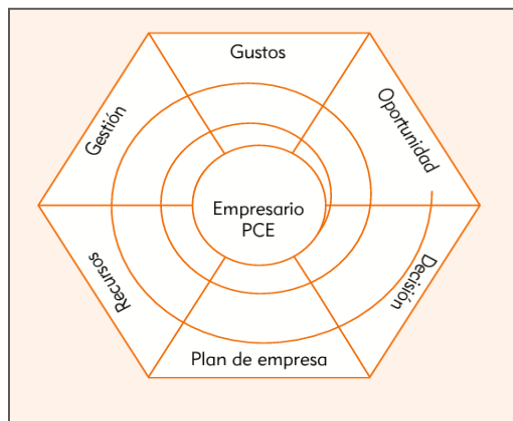 Gustos
Oportunidad
Decisión
Plan de empresa
Recursos
Gestión
Empresario
PCE